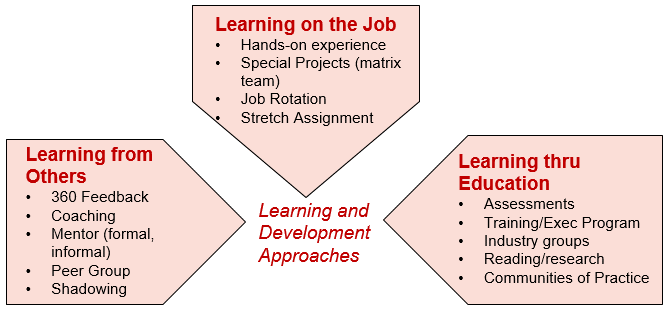 Learning on the Job
• Hands-on experience
• Special Projects (matrix
team)
• Job Rotation
• Stretch Assignment
Learning from
Others
• 360 Feedback
• Coaching
• Mentor (formal,
informal)
• Peer Group
• Shadowing
Learning and
Development
Approaches
Learning thru
Education
• Assessments
• Training/Exec Program
• Industry groups
• Reading/research
• Communities of Practice